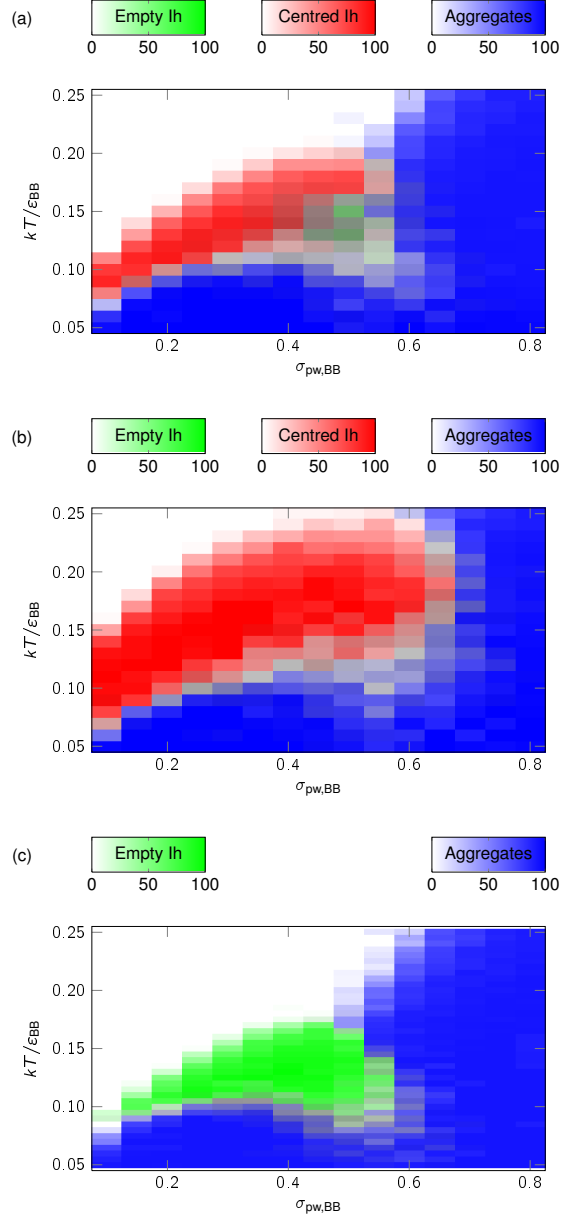 (a)
Empty Ih Centred Ih Aggregates
0 50 100 0 50 100 0 50 100
0.25
0.20
0.15
0.10
0.05
kT/εBB
0.2 0.4 0.6 0.8
σpw,BB
(b)
Empty Ih Centred Ih Aggregates
0 50 100 0 50 100 0 50 100
0.25
0.20
0.15
0.10
0.05
kT/εBB
0.2 0.4 0.6 0.8
σpw,BB
(c)
Empty Ih Aggregates
0 50 100 0 50 100
0.25
0.20
0.15
0.10
0.05
kT/εBB
0.2 0.4 0.6 0.8
σpw,BB